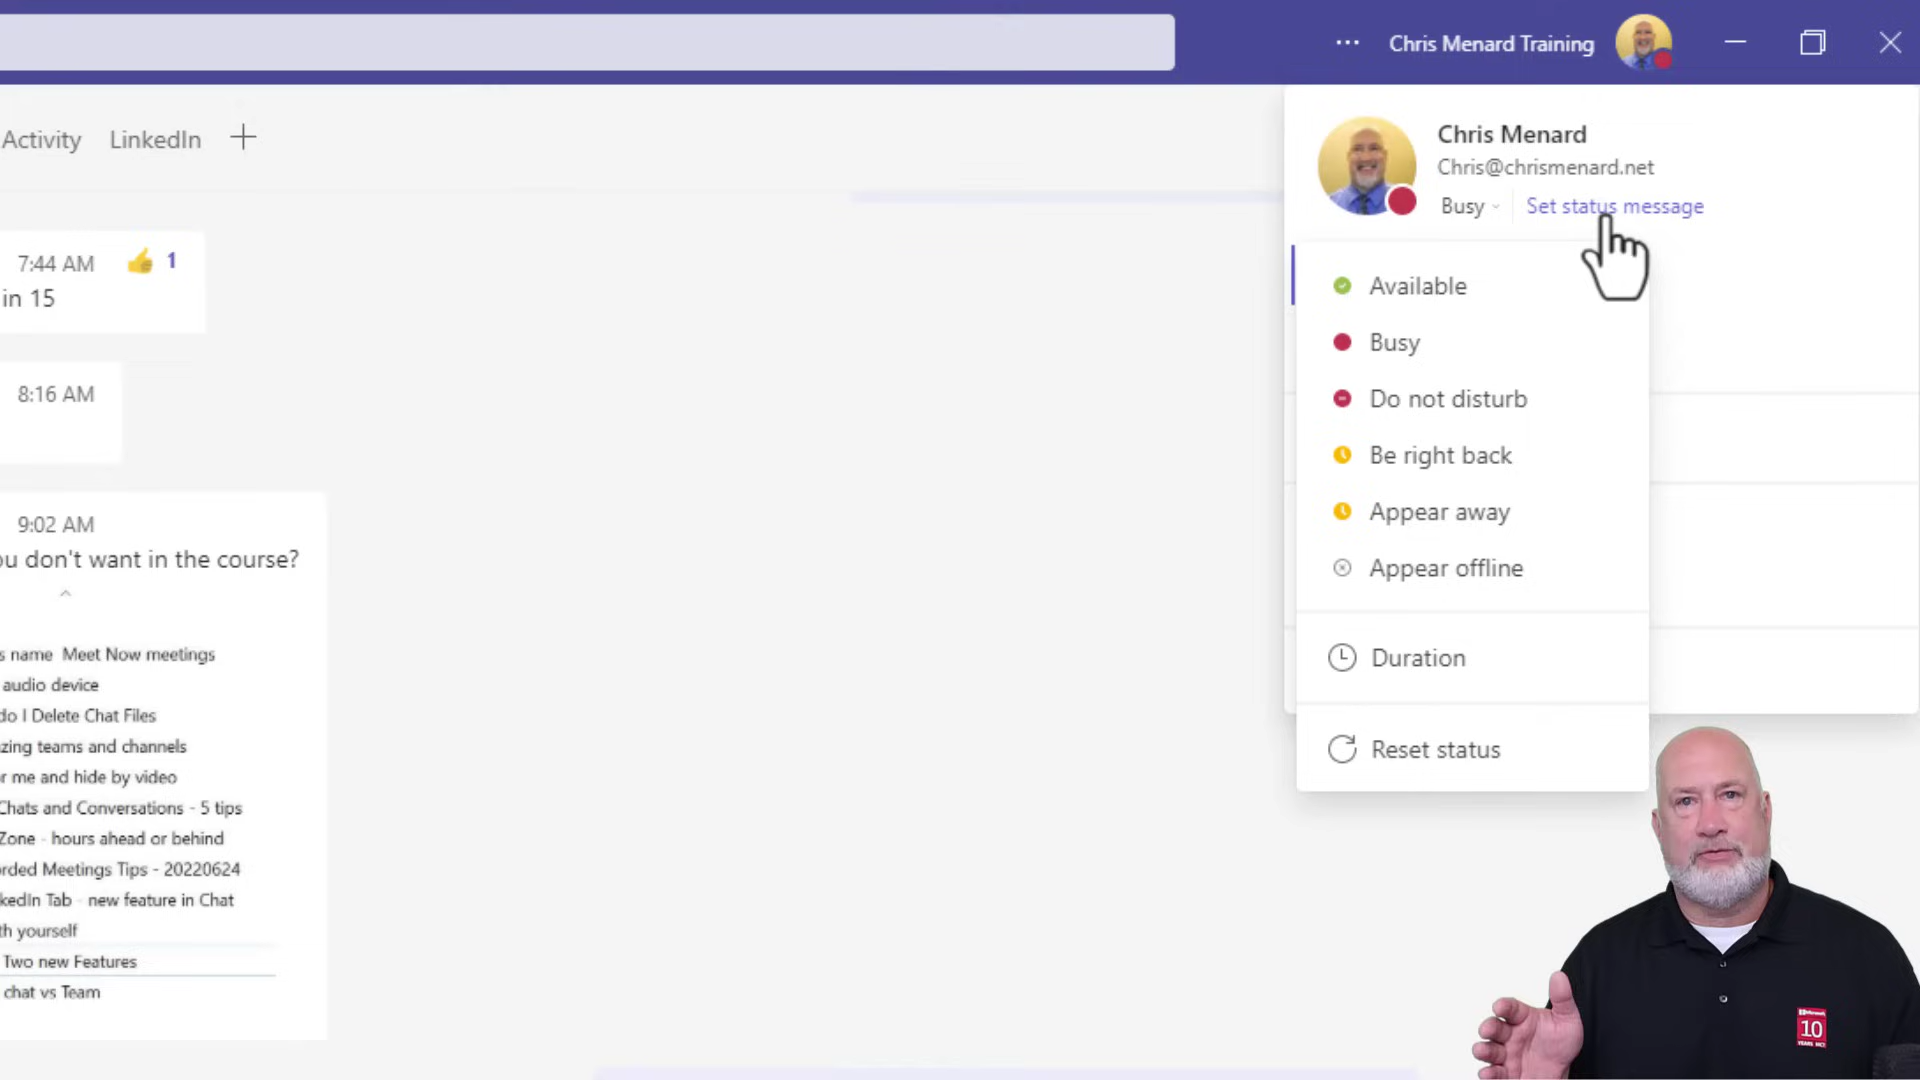 ... Chris Menard Training
Activity LinkedIn +
Chris Menard
Chris@chrismenard.net
Busy Set status message
Available
Busy
Do not disturb
Be right back
Appear away
Appear offline
Duration
Reset status
7:44 AM 👍 1
in 15
8:16 AM
9:02 AM
ou don't want in the course?
s name Meet Now meetings
audio device
do I Delete Chat Files
zing teams and channels
r me and hide by video
Chats and Conversations - 5 tips
Zone - hours ahead or behind
rded Meetings Tips - 20220624
kedIn Tab - new feature in Chat
th yourself
Two new Features
chat vs Team
10